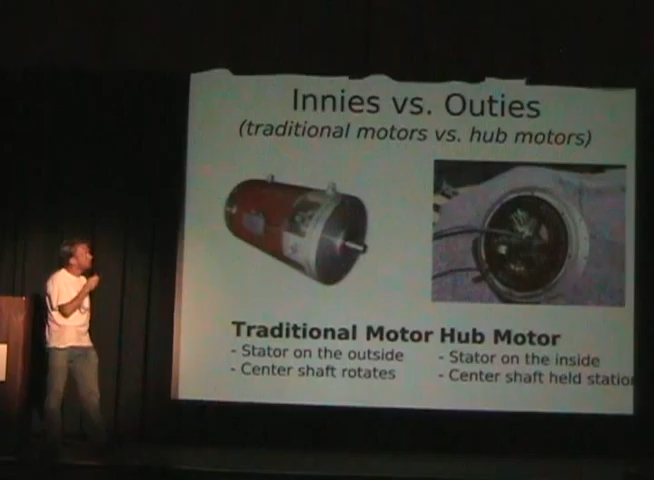 Innies vs. Outies
(traditional motors vs. hub motors)
Traditional Motor
- Stator on the outside
- Center shaft rotates
Hub Motor
- Stator on the inside
- Center shaft held statio